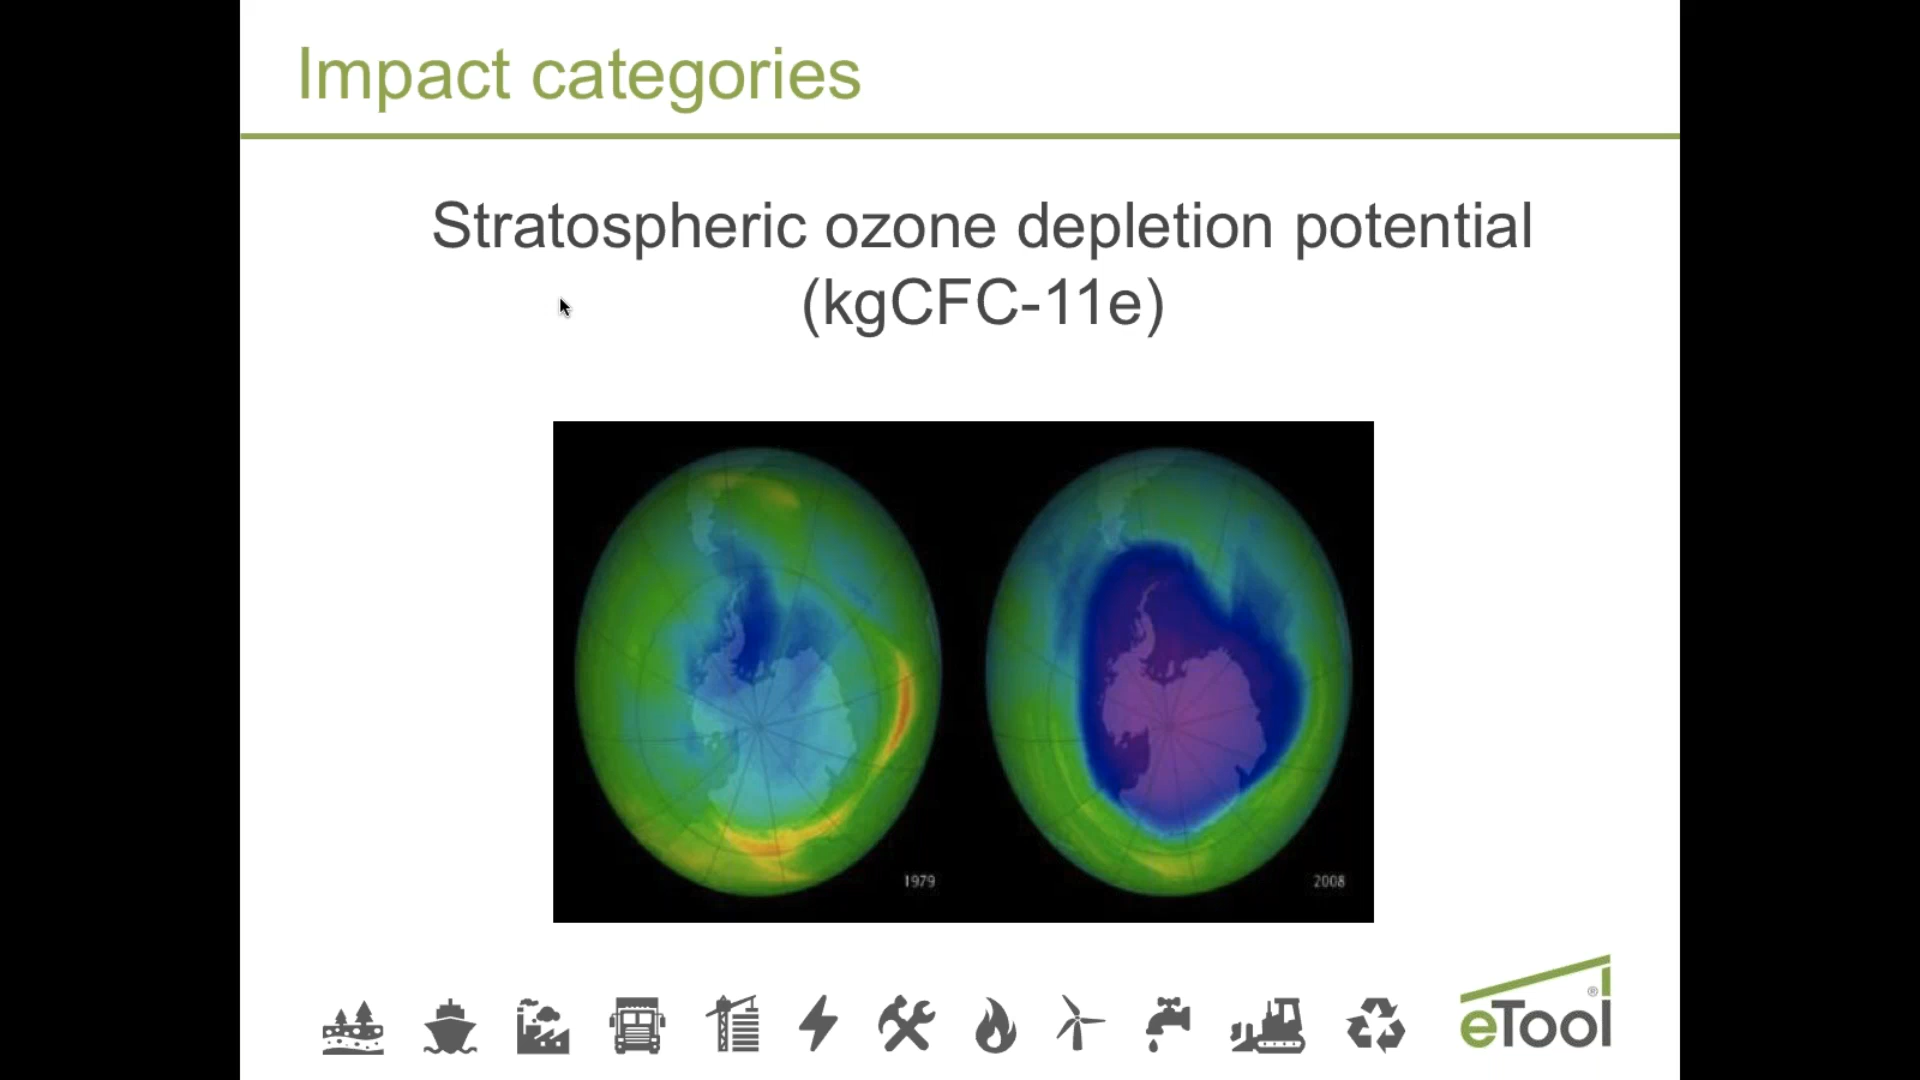 Impact categories
Stratospheric ozone depletion potential
(kgCFC-11e)
1979
2008
®
eTool